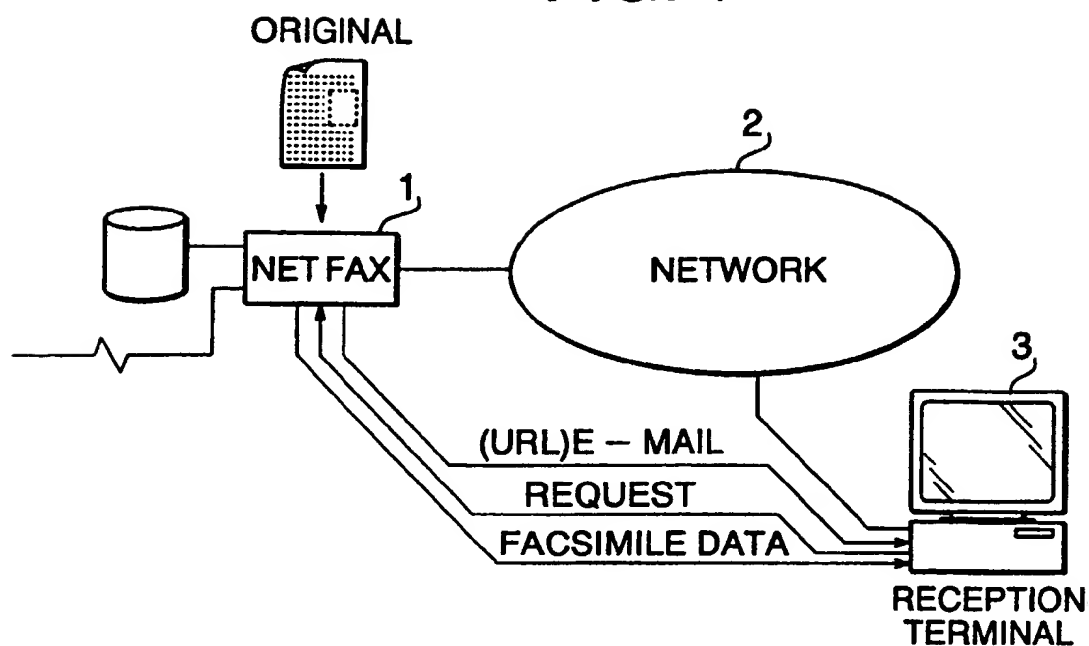 ORIGINAL
2
1
NET FAX
NETWORK
3
(URL)E – MAIL
REQUEST
FACSIMILE DATA
RECEPTION
TERMINAL